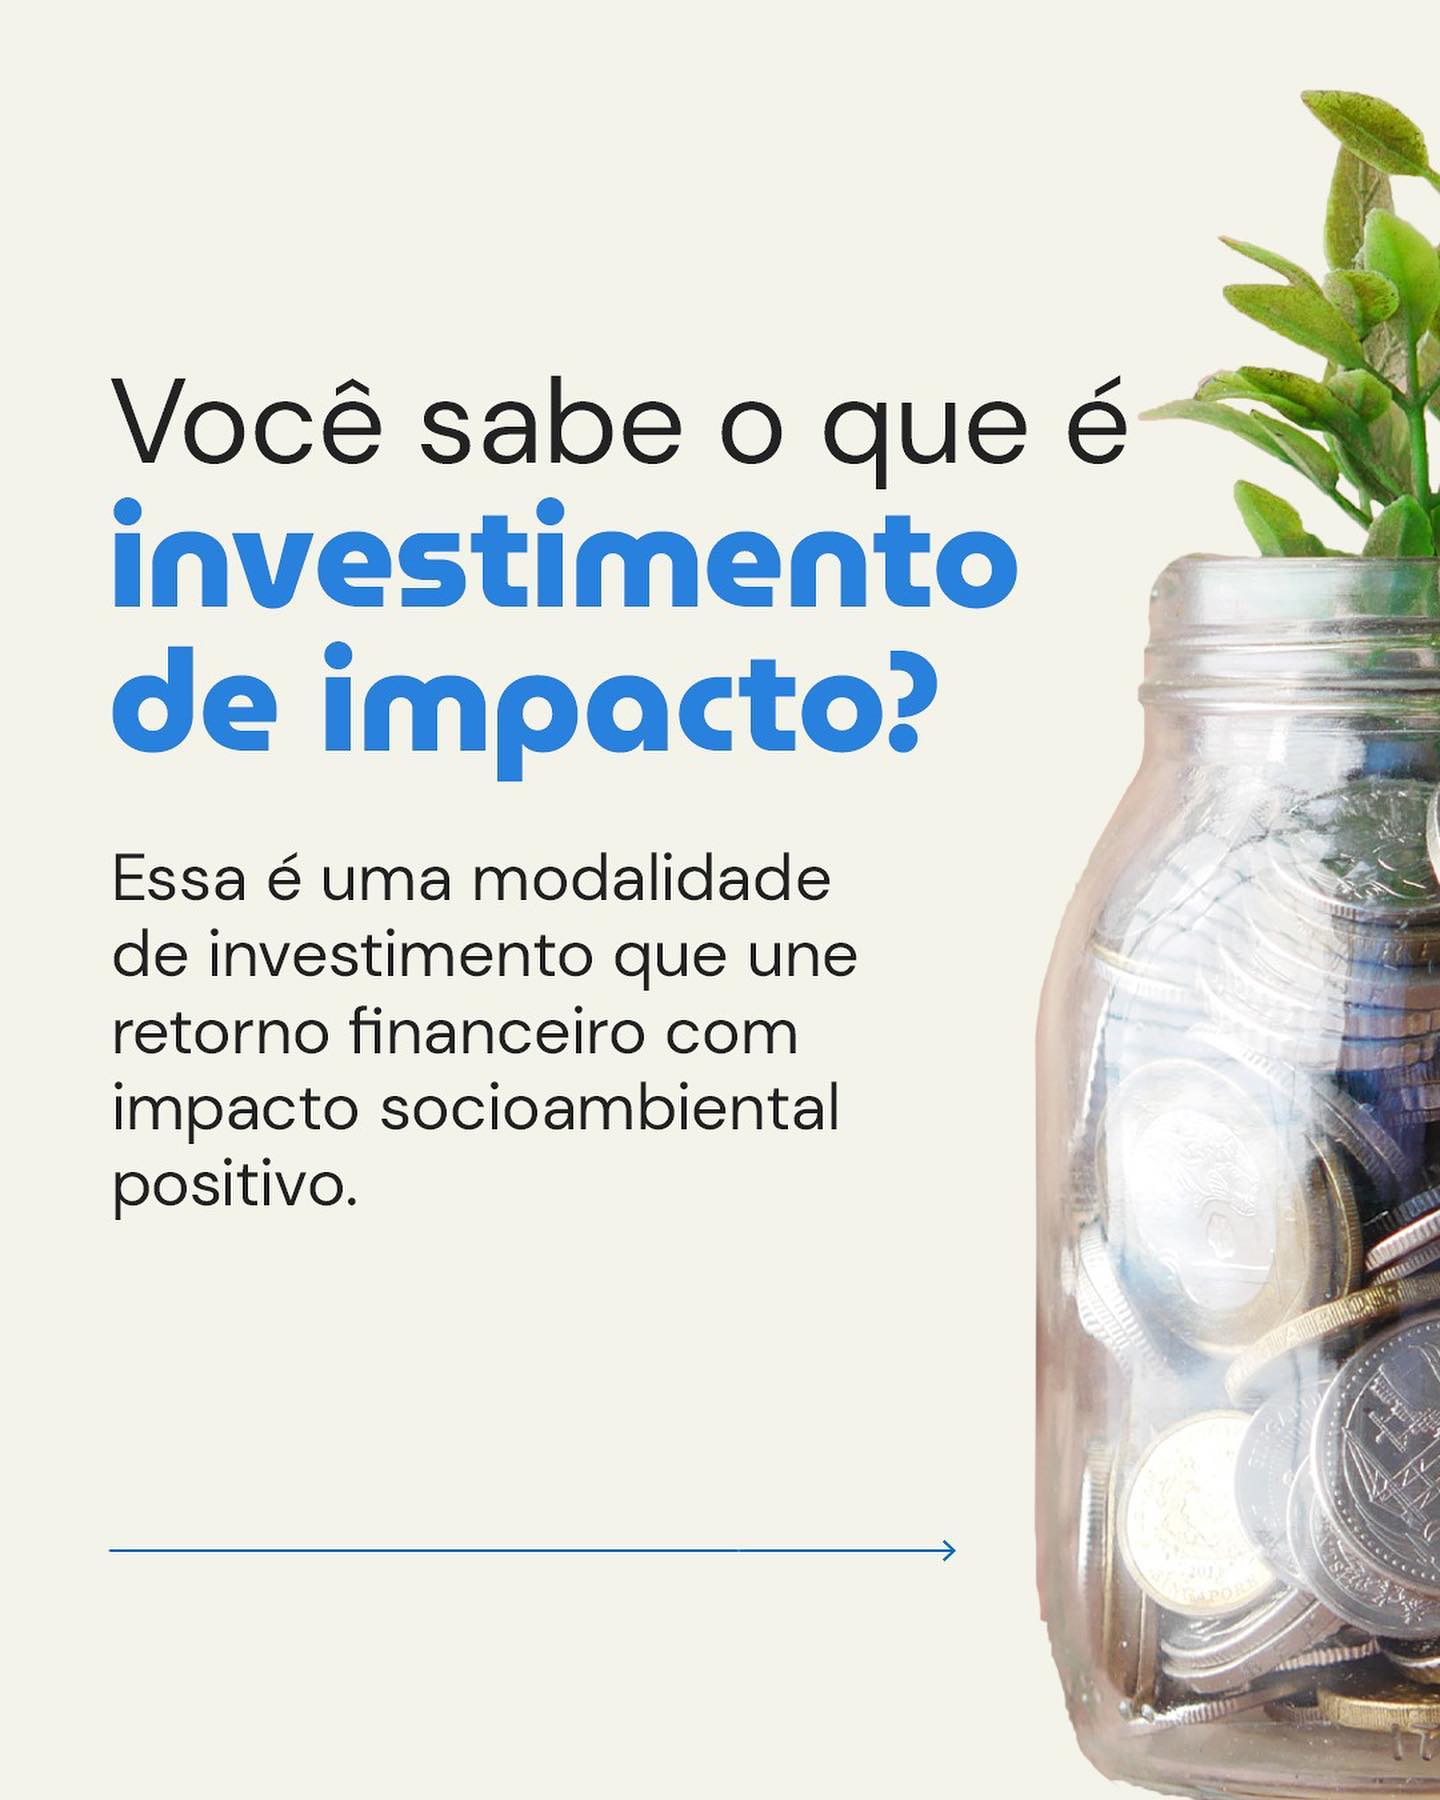 Você sabe o que é
investimento
de impacto?
Essa é uma modalidade
de investimento que une
retorno financeiro com
impacto socioambiental
positivo.